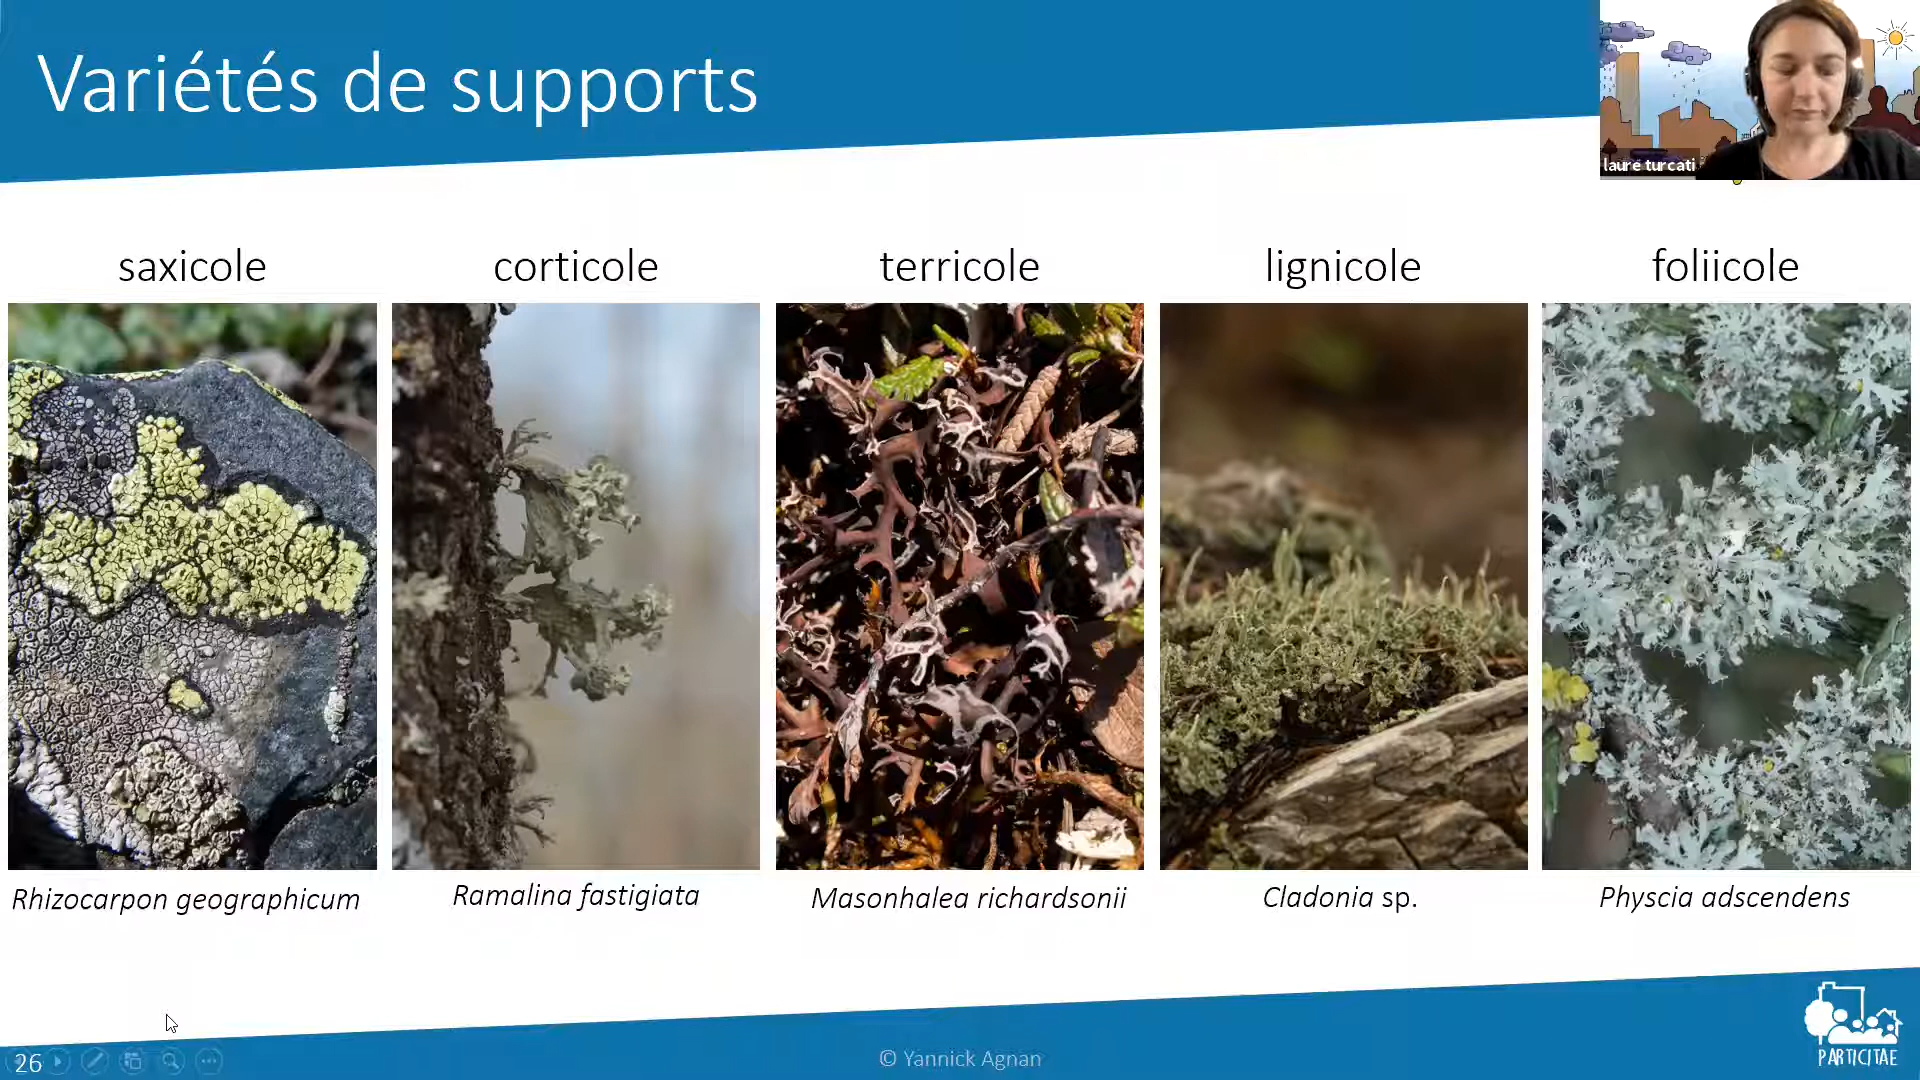 Variétés de supports
laure turcati
saxicole
corticole
terricole
lignicole
foliicole
Rhizocarpon geographicum
Ramalina fastigiata
Masonhalea richardsonii
Cladonia sp.
Physcia adscendens
26
© Yannick Agnan
PARTICITAE